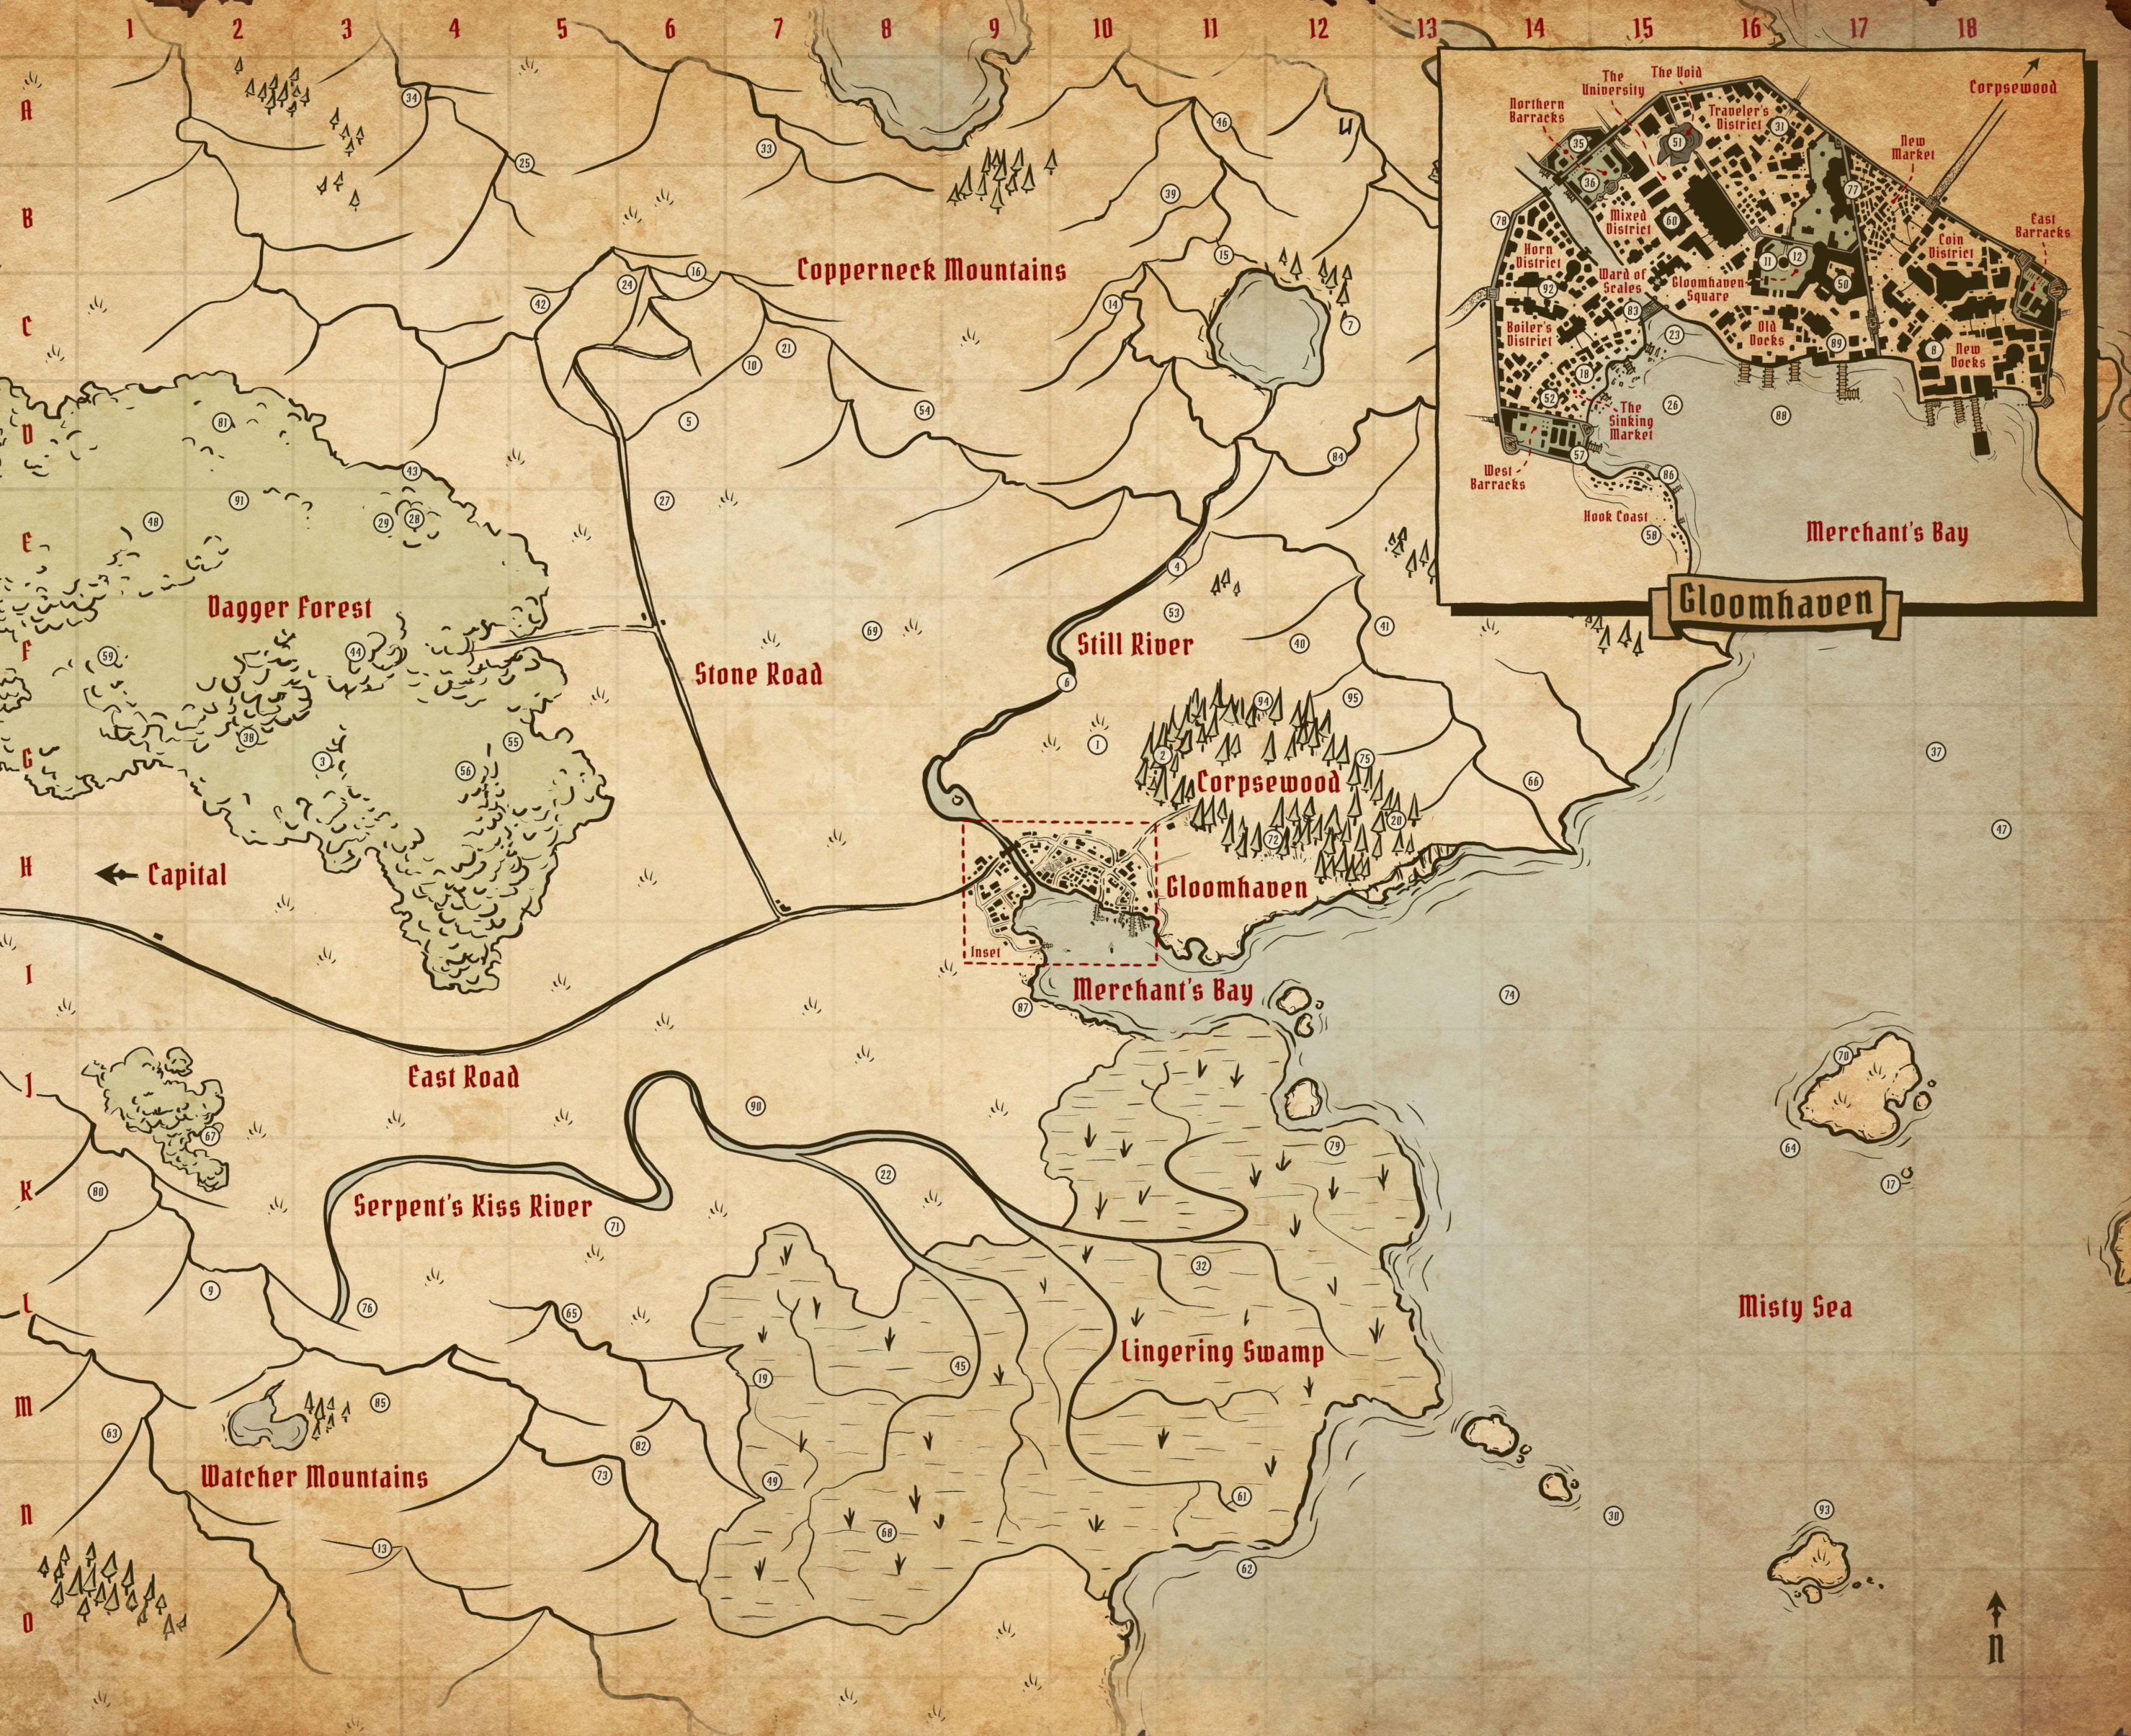 1 2 3 4 5 6 7 8 9 10 11 12 13 14 15 16 17 18
A
B
C
D
E
F
G
H
I
J
K
L
M
N
O
34
25
33
46
39
15
14
7
Copperneck Mountains
42
24
16
21
10
5
54
84
27
81
43
91
48
29
28
Dagger Forest
59
44
38
3
55
56
4
53
Still River
69
Stone Road
6
40
41
1
2
94
95
75
Corpsewood
20
72
66
37
47
Capital
Gloomhaven
Inset
Merchant's Bay
87
74
East Road
67
90
70
64
17
79
80
Serpent's Kiss River
71
22
32
9
76
65
Misty Sea
Lingering Swamp
45
19
85
63
82
73
49
Watcher Mountains
61
30
93
68
13
62
N
Corpsewood
The Void
The
University
Northern
Barracks
Traveler's
District
31
35
51
36
New
Market
77
78
Mixed
District
60
East
Barracks
Coin
District
Horn
District
11
12
Ward of
Scales
Gloomhaven
Square
50
92
83
Boiler's
District
23
Old
Docks
89
8
New
Docks
18
52
26
88
The
Sinking
Market
57
West
Barracks
86
Hook Coast
58
Merchant's Bay
Gloomhaven